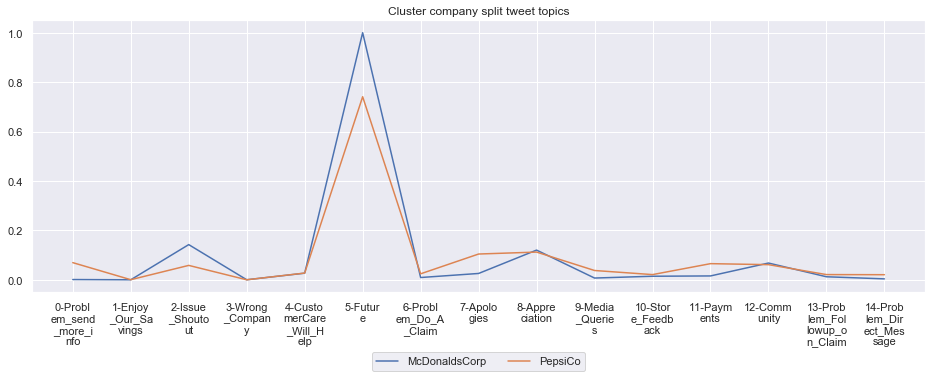 Cluster company split tweet topics
1.0
0.8
0.6
0.4
0.2
0.0
0-Probl
em_send
_more_i
nfo
1-Enjoy
_Our_Sa
vings
2-Issue
_Shouto
ut
3-Wrong
_Compan
y
4-Custo
merCare
_Will_H
elp
5-Futur
e
6-Probl
em_Do_A
_Claim
7-Apolo
gies
8-Appre
ciation
9-Media
_Querie
s
10-Stor
e_Feedb
ack
11-Paym
ents
12-Comm
unity
13-Prob
lem_Fol
lowup_o
n_Claim
14-Prob
lem_Dir
ect_Mes
sage
McDonaldsCorp
PepsiCo